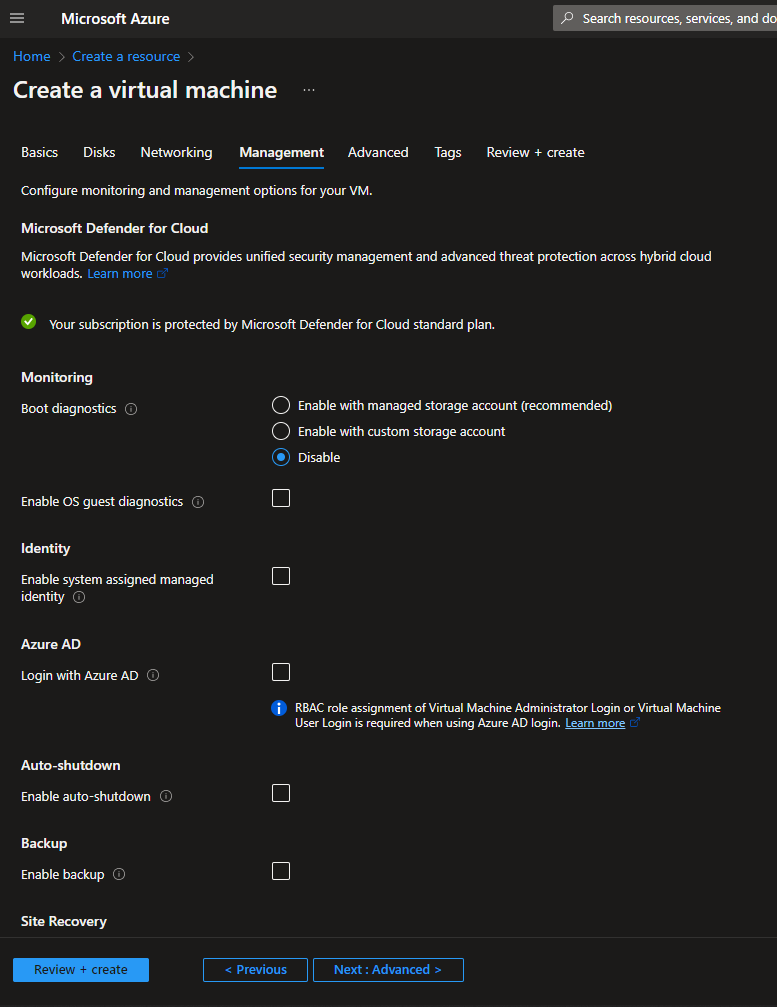 Microsoft Azure
Search resources, services, and do
Home > Create a resource >
Create a virtual machine ...
Basics Disks Networking Management Advanced Tags Review + create
Configure monitoring and management options for your VM.
Microsoft Defender for Cloud
Microsoft Defender for Cloud provides unified security management and advanced threat protection across hybrid cloud
workloads. Learn more
Your subscription is protected by Microsoft Defender for Cloud standard plan.
Monitoring
Boot diagnostics
Enable with managed storage account (recommended)
Enable with custom storage account
Disable
Enable OS guest diagnostics
Identity
Enable system assigned managed
identity
Azure AD
Login with Azure AD
RBAC role assignment of Virtual Machine Administrator Login or Virtual Machine
User Login is required when using Azure AD login. Learn more
Auto-shutdown
Enable auto-shutdown
Backup
Enable backup
Site Recovery
Review + create < Previous Next : Advanced >